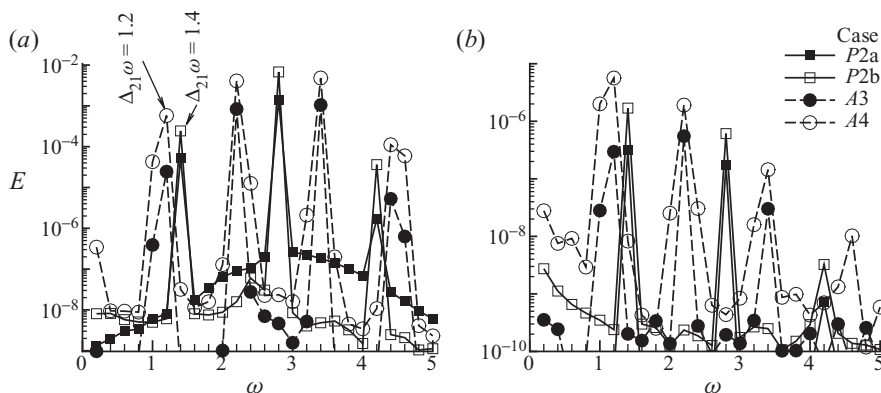 (a)
Δ₂₁ω = 1.2
Δ₂₁ω = 1.4
10⁻²
10⁻⁴
10⁻⁶
10⁻⁸
E
0 1 2 3 4 5
ω
(b)
Case
P2a
P2b
A3
A4
10⁻⁶
10⁻⁸
10⁻¹⁰
0 1 2 3 4 5
ω